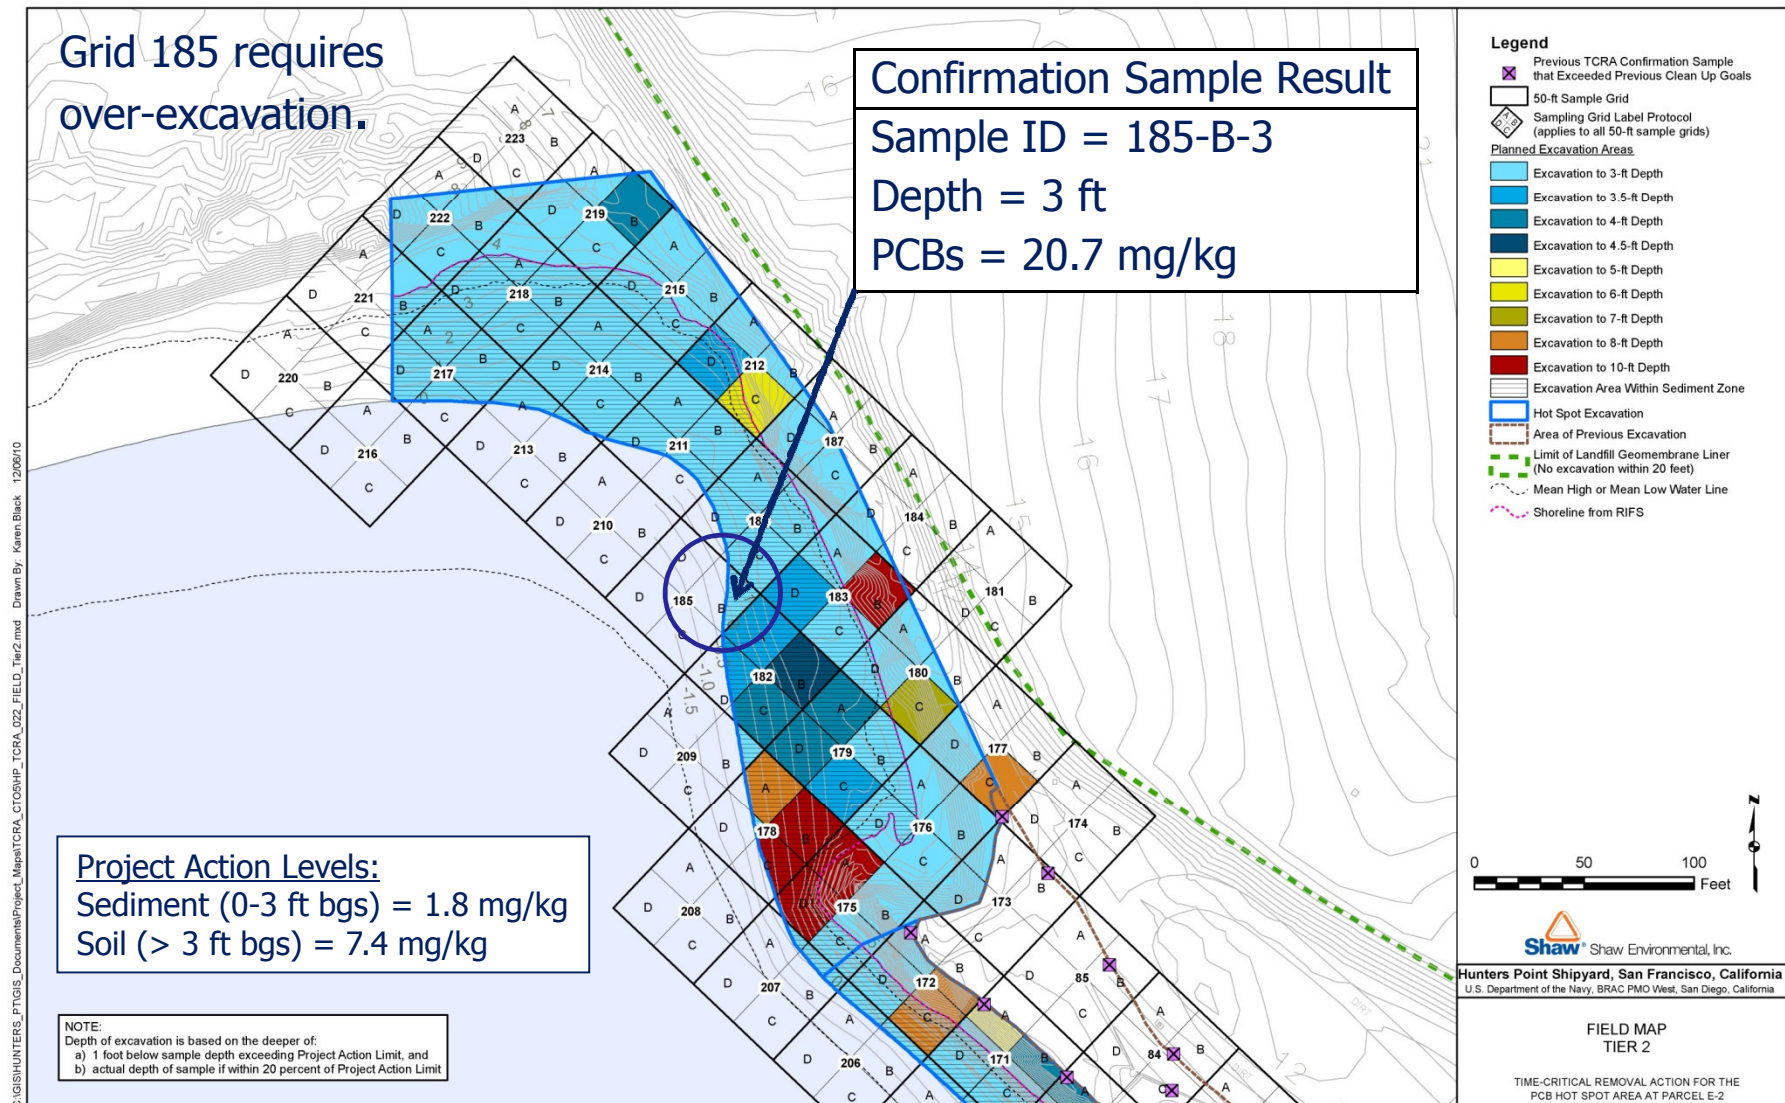 Grid 185 requires
over-excavation.
Confirmation Sample Result
Sample ID = 185-B-3
Depth = 3 ft
PCBs = 20.7 mg/kg
Project Action Levels:
Sediment (0-3 ft bgs) = 1.8 mg/kg
Soil (> 3 ft bgs) = 7.4 mg/kg
NOTE:
Depth of excavation is based on the deeper of:
a) 1 foot below sample depth exceeding Project Action Limit, and
b) actual depth of sample if within 20 percent of Project Action Limit
Legend
Previous TCRA Confirmation Sample
that Exceeded Previous Clean Up Goals
50-ft Sample Grid
Sampling Grid Label Protocol
(applies to all 50-ft sample grids)
Planned Excavation Areas
Excavation to 3-ft Depth
Excavation to 3.5-ft Depth
Excavation to 4-ft Depth
Excavation to 4.5-ft Depth
Excavation to 5-ft Depth
Excavation to 6-ft Depth
Excavation to 7-ft Depth
Excavation to 8-ft Depth
Excavation to 10-ft Depth
Excavation Area Within Sediment Zone
Hot Spot Excavation
Area of Previous Excavation
Limit of Landfill Geomembrane Liner
(No excavation within 20 feet)
Mean High or Mean Low Water Line
Shoreline from RIFS
0 50 100
Feet
Shaw® Shaw Environmental, Inc.
Hunters Point Shipyard, San Francisco, California
U.S. Department of the Navy, BRAC PMO West, San Diego, California
FIELD MAP
TIER 2
TIME-CRITICAL REMOVAL ACTION FOR THE
PCB HOT SPOT AREA AT PARCEL E-2
223
222
219
221
218
215
220
217
214
212
216
213
211
187
210
184
185
183
181
182
180
209
179
177
178
176
174
208
175
173
207
172
85
206
171
84